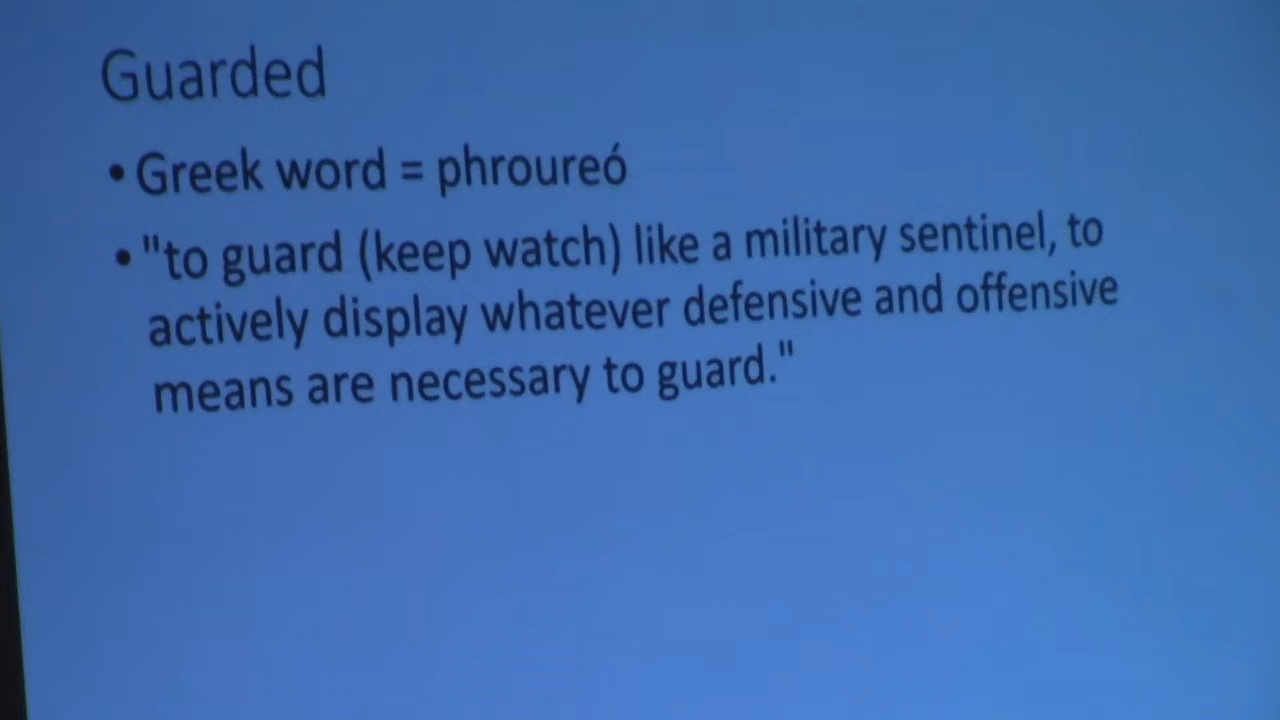 Guarded
• Greek word = phroureó
• "to guard (keep watch) like a military sentinel, to
actively display whatever defensive and offensive
means are necessary to guard."